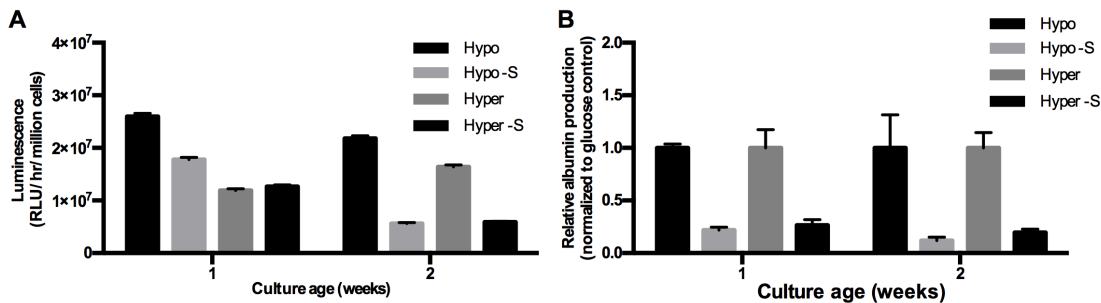 A
Luminescence
(RLU/ hr/ million cells)
4×10⁷
3×10⁷
2×10⁷
1×10⁷
0
1
2
Culture age (weeks)
Hypo
Hypo -S
Hyper
Hyper -S
B
Relative albumin production
(normalized to glucose control)
2.0
1.5
1.0
0.5
0.0
1
2
Culture age (weeks)
Hypo
Hypo -S
Hyper
Hyper -S